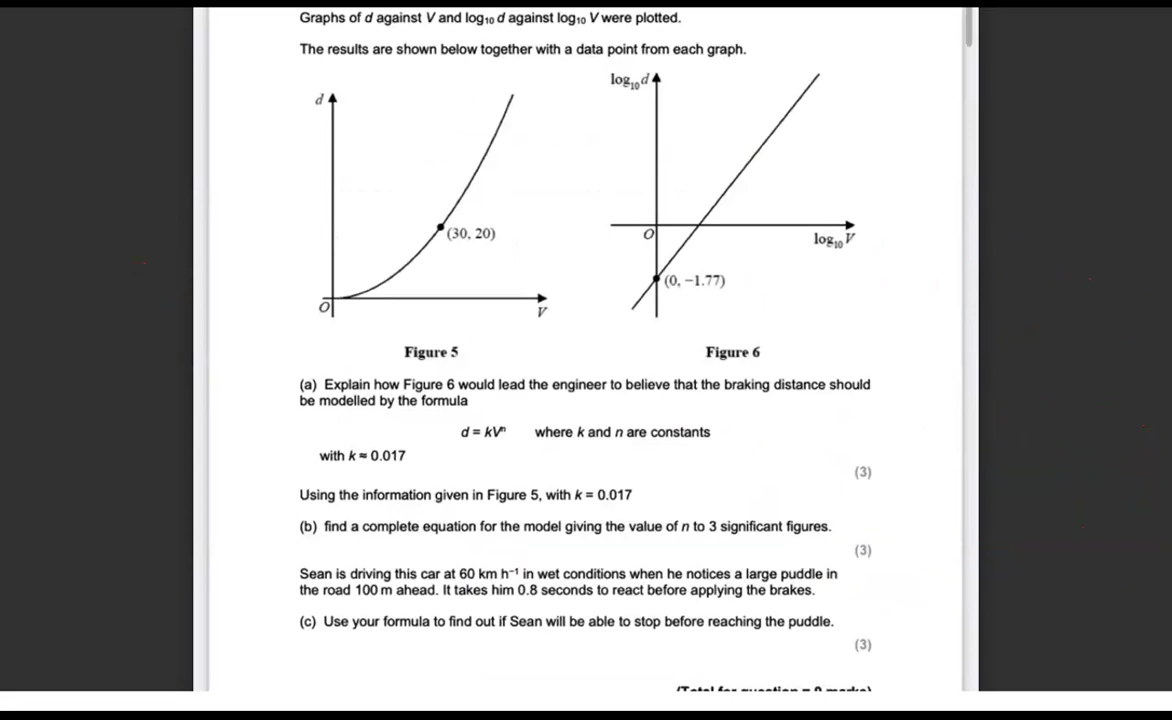 Graphs of d against V and log₁₀ d against log₁₀ V were plotted.
The results are shown below together with a data point from each graph.
d
(30, 20)
O
V
Figure 5
log₁₀ d
O
log₁₀ V
(0, −1.77)
Figure 6
(a) Explain how Figure 6 would lead the engineer to believe that the braking distance should
be modelled by the formula
d = kVⁿ where k and n are constants
with k ≈ 0.017
(3)
Using the information given in Figure 5, with k = 0.017
(b) find a complete equation for the model giving the value of n to 3 significant figures.
(3)
Sean is driving this car at 60 km h⁻¹ in wet conditions when he notices a large puddle in
the road 100 m ahead. It takes him 0.8 seconds to react before applying the brakes.
(c) Use your formula to find out if Sean will be able to stop before reaching the puddle.
(3)
(Total for question = 9 marks)